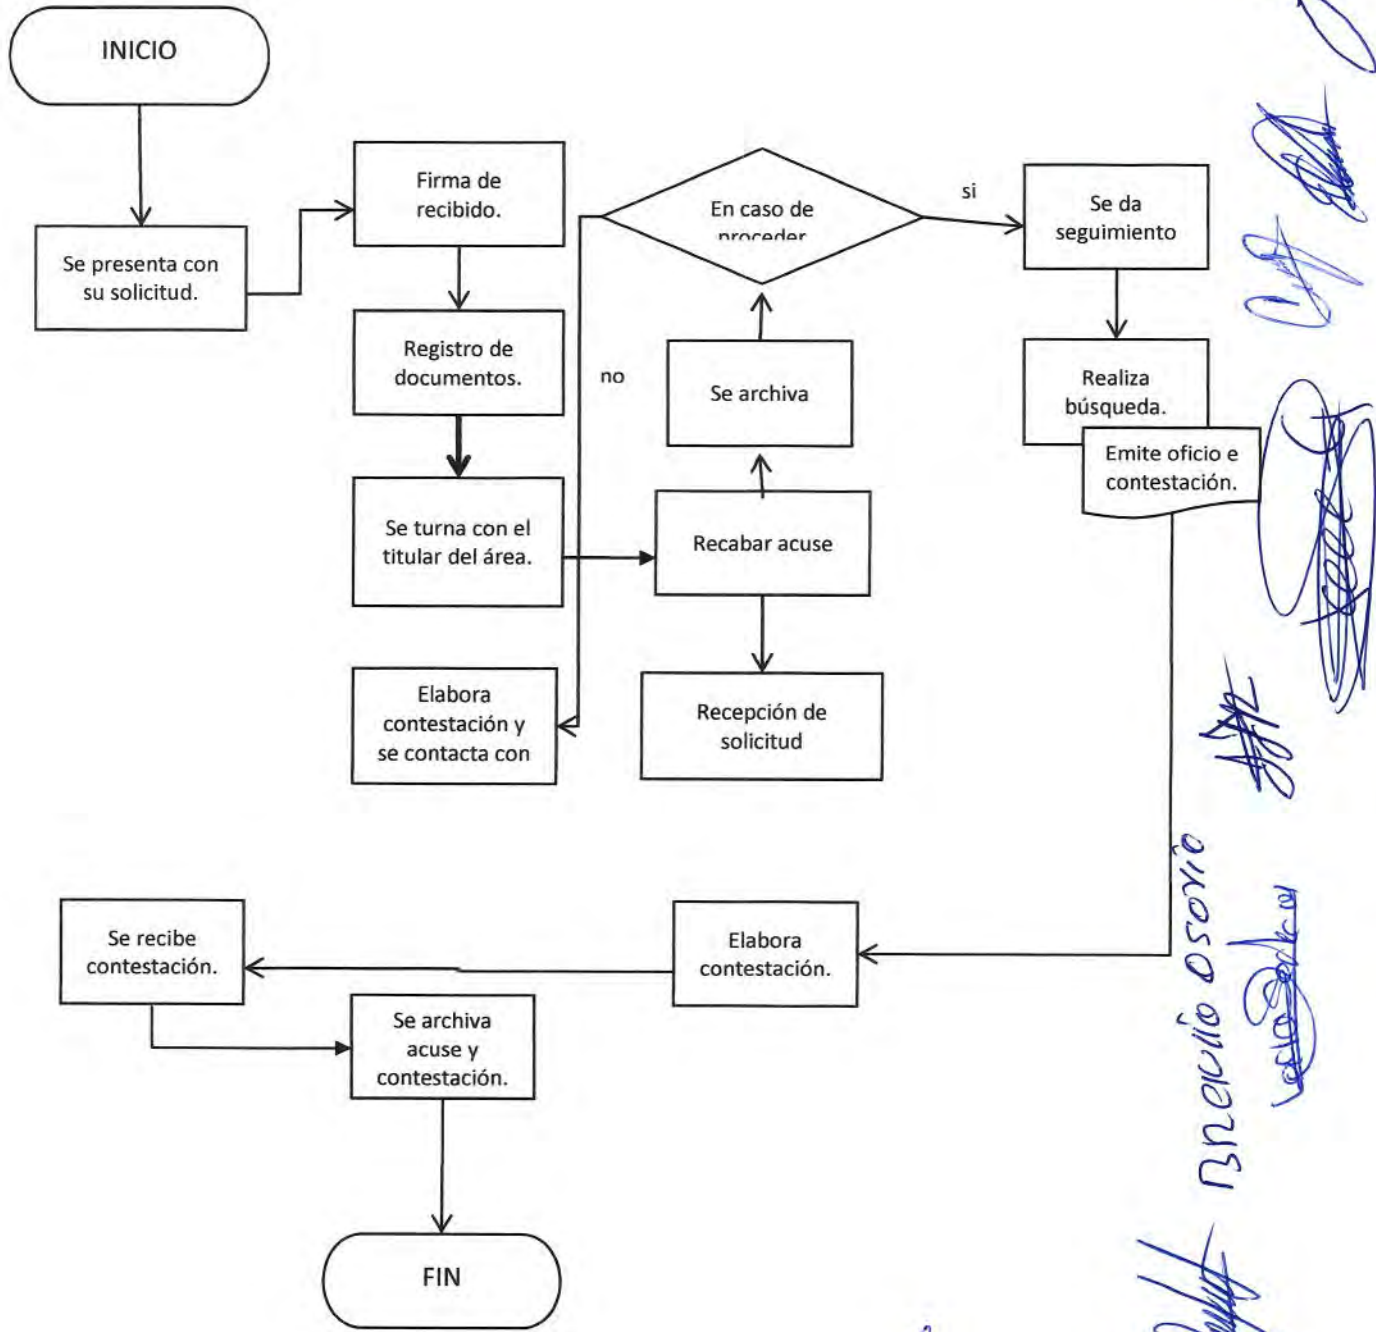 INICIO
Se presenta con
su solicitud.
Firma de
recibido.
Registro de
documentos.
Se turna con el
titular del área.
Elabora
contestación y
se contacta con
no
En caso de
proceder
si
Se archiva
Recabar acuse
Recepción de
solicitud
Se da
seguimiento
Realiza
búsqueda.
Emite oficio e
contestación.
Elabora
contestación.
Se recibe
contestación.
Se archiva
acuse y
contestación.
FIN
osorio